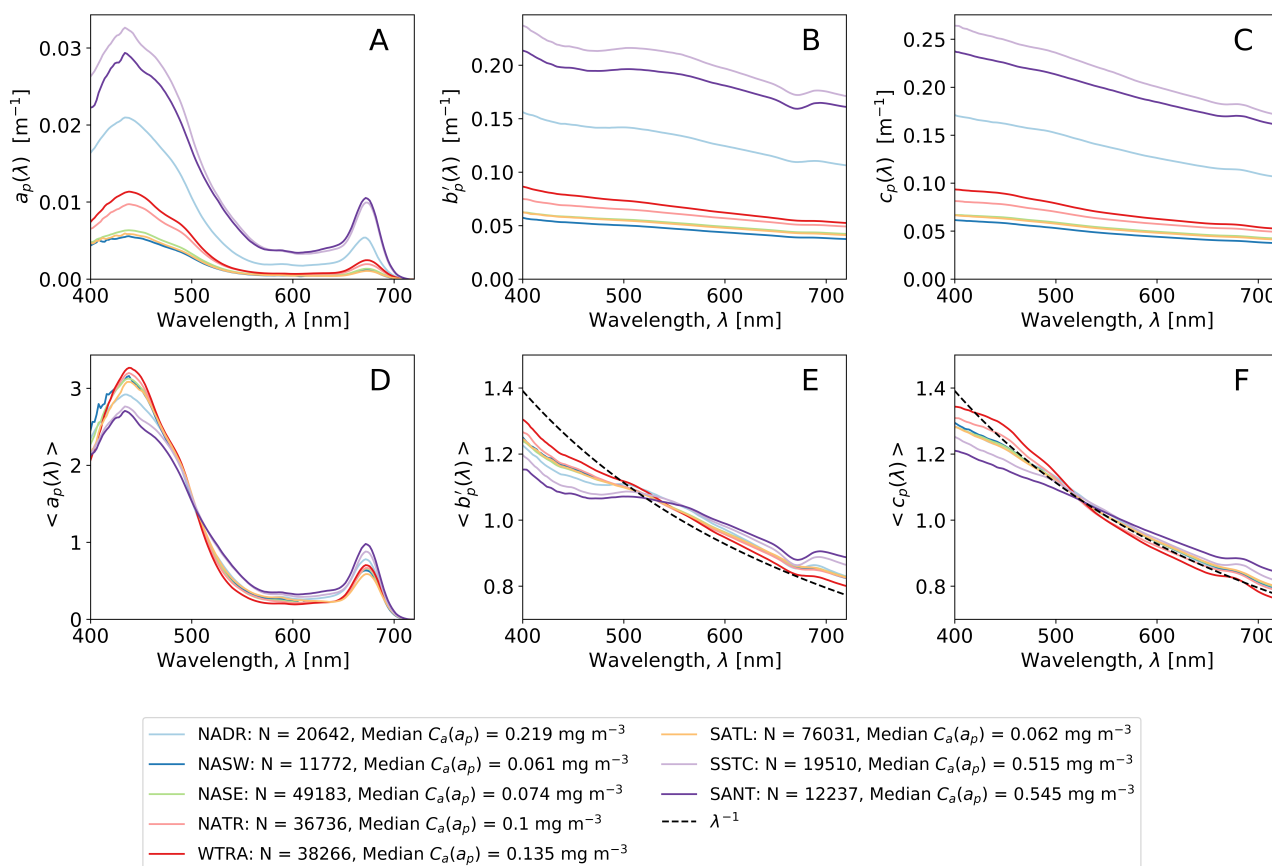 A
B
C
0.03
0.02
0.01
0.00
a_p(λ) [m⁻¹]
400 500 600 700
Wavelength, λ [nm]
0.20
0.15
0.10
0.05
0.00
b′_p(λ) [m⁻¹]
400 500 600 700
Wavelength, λ [nm]
0.25
0.20
0.15
0.10
0.05
0.00
c_p(λ) [m⁻¹]
400 500 600 700
Wavelength, λ [nm]
D
E
F
3
2
1
0
< a_p(λ) >
400 500 600 700
Wavelength, λ [nm]
1.4
1.2
1.0
0.8
< b′_p(λ) >
400 500 600 700
Wavelength, λ [nm]
1.4
1.2
1.0
0.8
< c_p(λ) >
400 500 600 700
Wavelength, λ [nm]
NADR: N = 20642, Median C_a(a_p) = 0.219 mg m⁻³
NASW: N = 11772, Median C_a(a_p) = 0.061 mg m⁻³
NASE: N = 49183, Median C_a(a_p) = 0.074 mg m⁻³
NATR: N = 36736, Median C_a(a_p) = 0.1 mg m⁻³
WTRA: N = 38266, Median C_a(a_p) = 0.135 mg m⁻³
SATL: N = 76031, Median C_a(a_p) = 0.062 mg m⁻³
SSTC: N = 19510, Median C_a(a_p) = 0.515 mg m⁻³
SANT: N = 12237, Median C_a(a_p) = 0.545 mg m⁻³
λ⁻¹